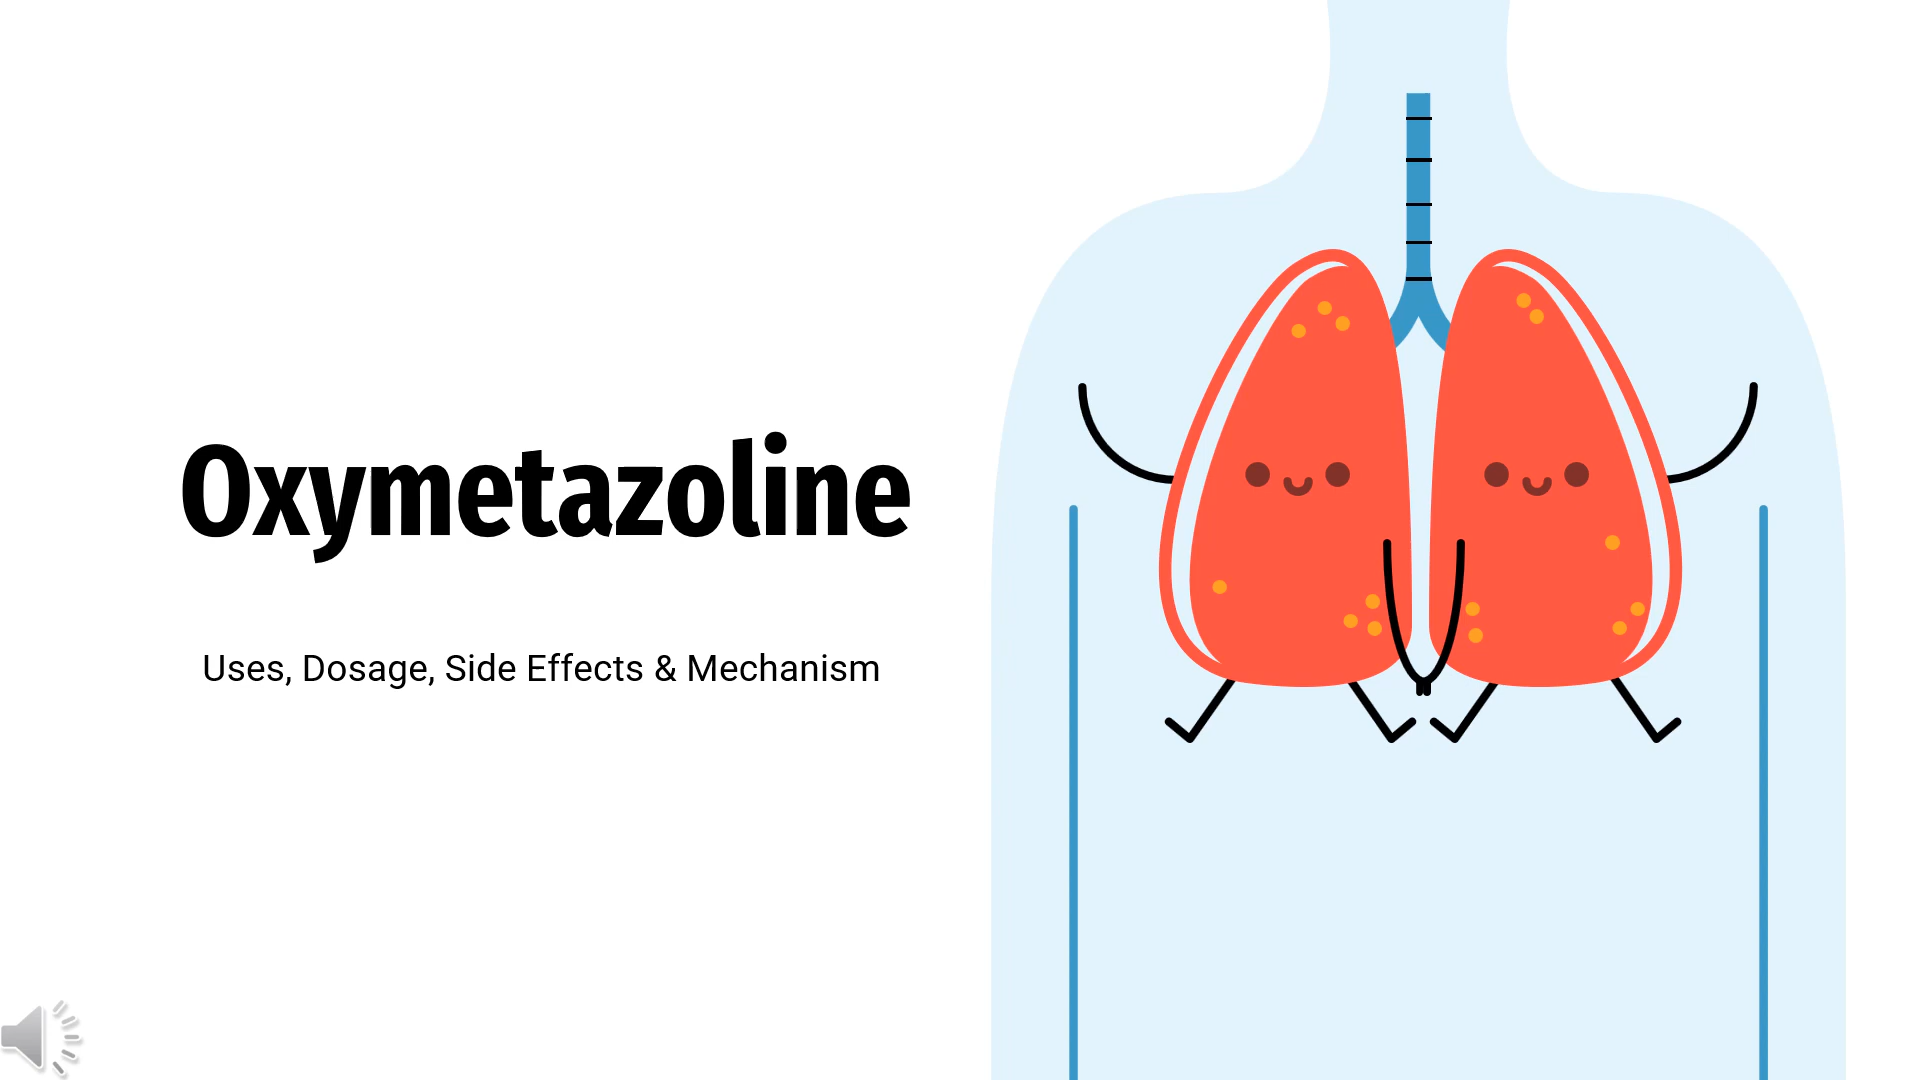 Oxymetazoline
Uses, Dosage, Side Effects & Mechanism